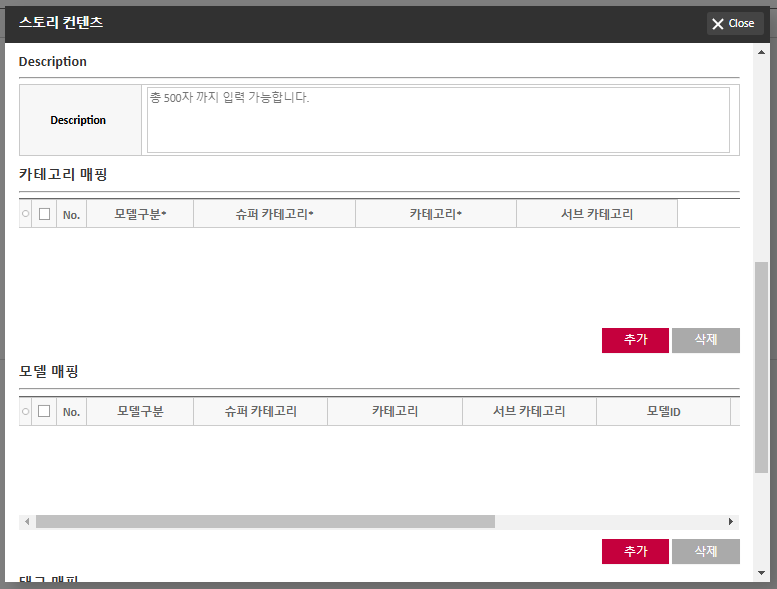 스토리 컨텐츠
Close
Description
Description
총 500자 까지 입력 가능합니다.
카테고리 매핑
No. 모델구분* 슈퍼 카테고리* 카테고리* 서브 카테고리
추가 삭제
모델 매핑
No. 모델구분 슈퍼 카테고리 카테고리 서브 카테고리 모델ID
추가 삭제
태그 매핑